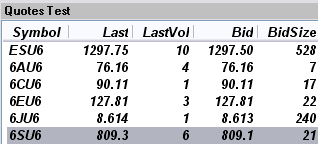 Quotes Test
Symbol Last LastVol Bid BidSize
ESU6 1297.75 10 1297.50 528
6AU6 76.16 4 76.16 7
6CU6 90.11 1 90.11 17
6EU6 127.81 3 127.81 22
6JU6 8.614 1 8.613 240
6SU6 809.3 6 809.1 21